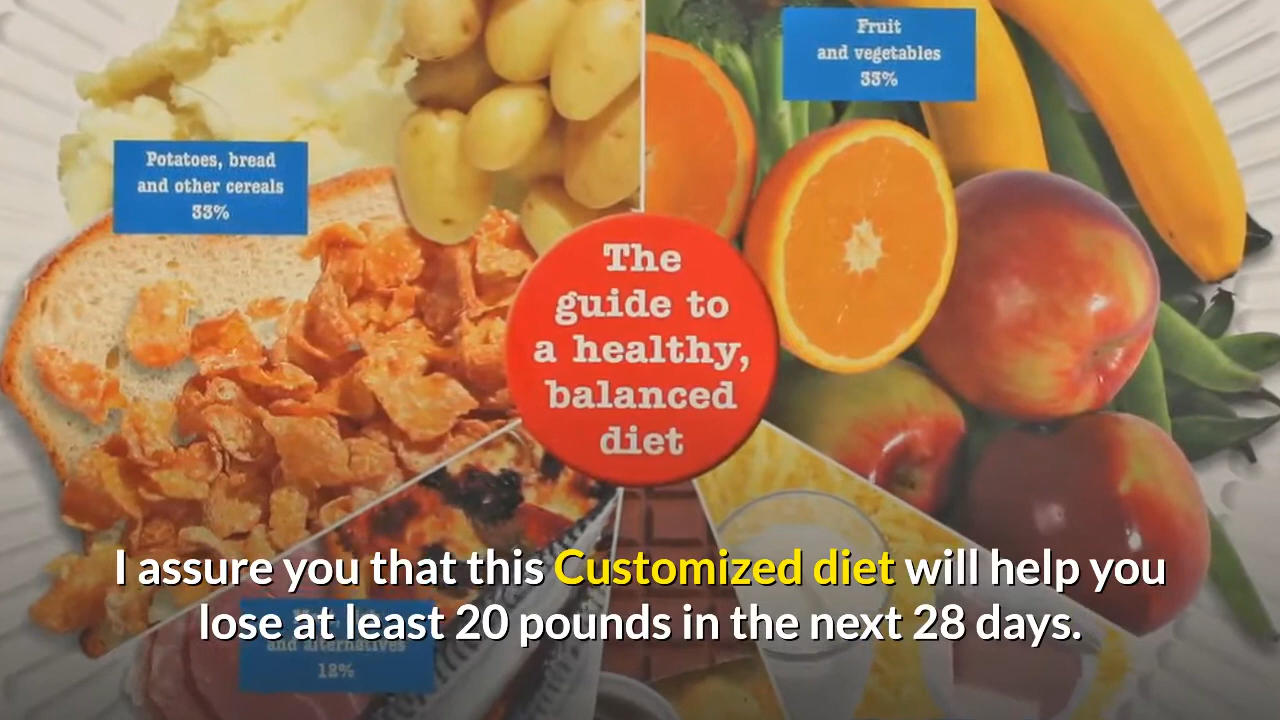 Fruit
and vegetables
33%
Potatoes, bread
and other cereals
33%
The
guide to
a healthy,
balanced
diet
I assure you that this Customized diet will help you
lose at least 20 pounds in the next 28 days.
and alternatives
12%